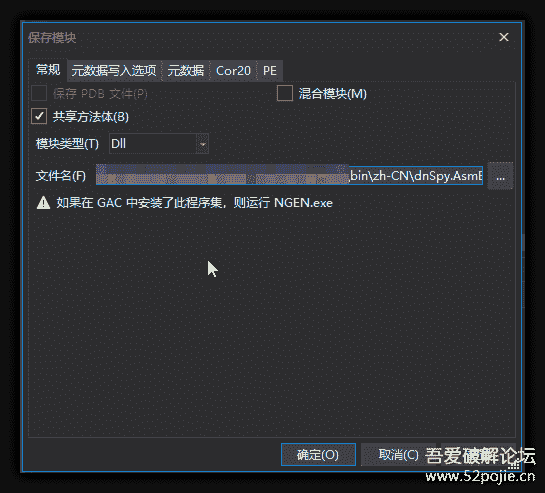 保存模块
常规 元数据写入选项 元数据 Cor20 PE
保存 PDB 文件(P) 混合模块(M)
共享方法体(B)
模块类型(T) Dll
文件名(F) \bin\zh-CN\dnSpy.AsmE ...
如果在 GAC 中安装了此程序集，则运行 NGEN.exe
确定(O) 取消(C)
吾爱破解论坛
www.52pojie.cn